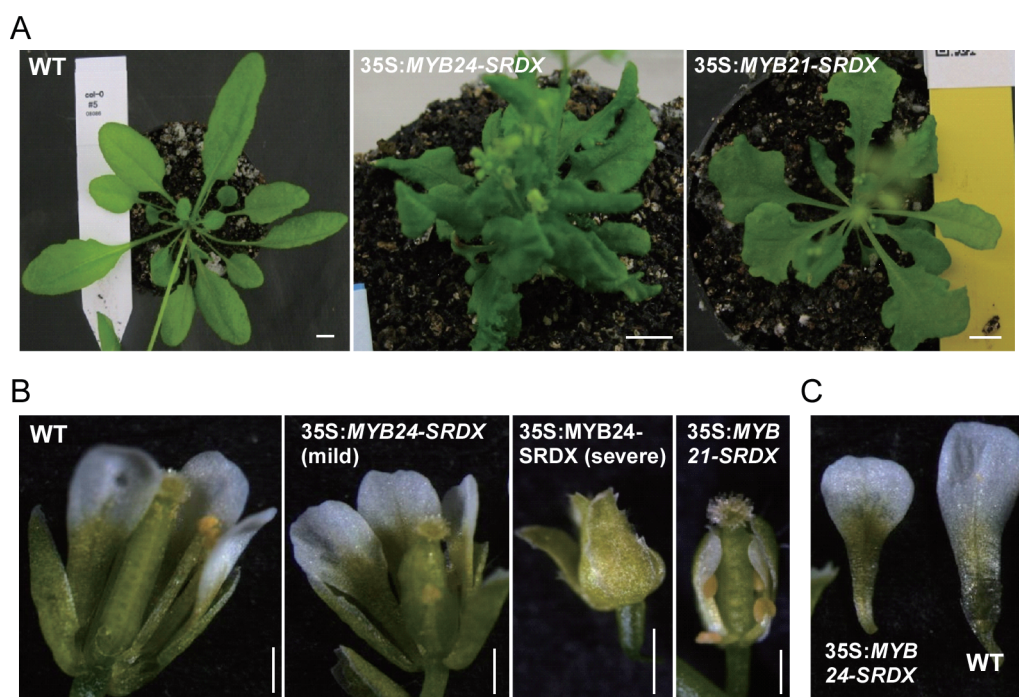 A
WT
35S:MYB24-SRDX
35S:MYB21-SRDX
col-0
#5
B
C
WT
35S:MYB24-SRDX
(mild)
35S:MYB24-
SRDX (severe)
35S:MYB
21-SRDX
35S:MYB
24-SRDX
WT